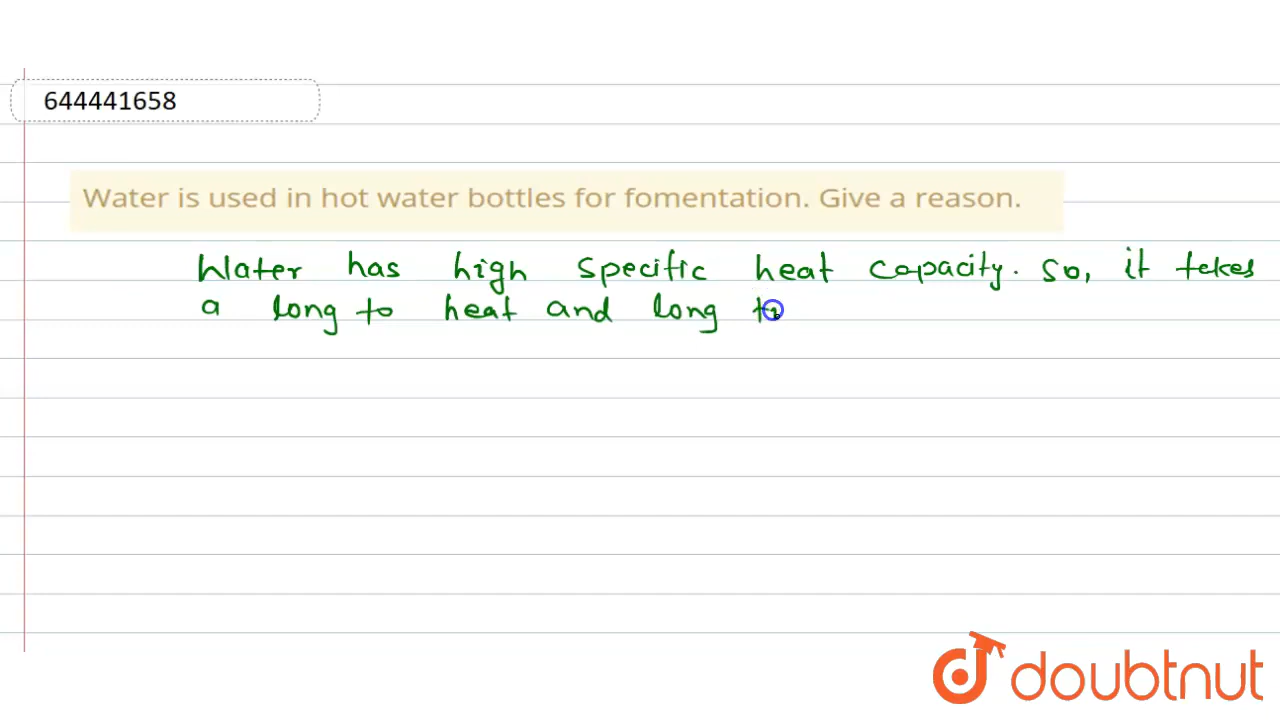 644441658
Water is used in hot water bottles for fomentation. Give a reason.
Water has high specific heat capacity. So, it takes
a long to heat and long
doubtnut